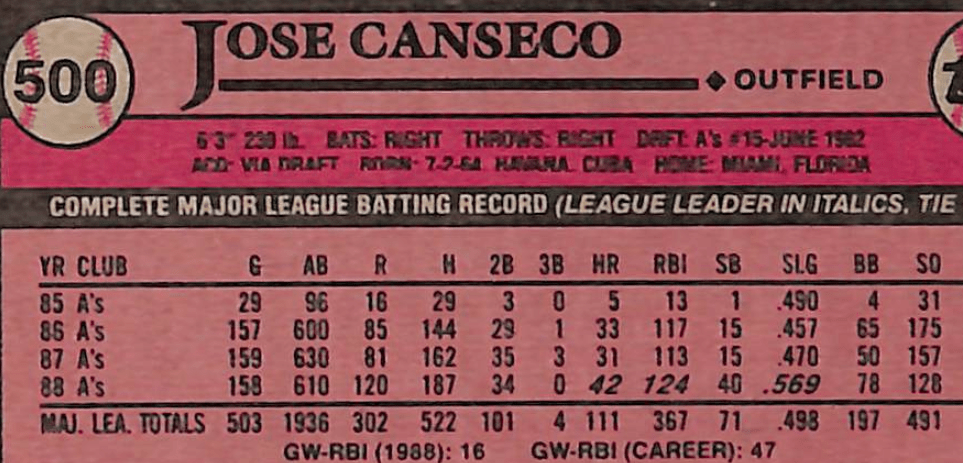 500 JOSE CANSECO
◆ OUTFIELD
6'3" 230 lb. BATS: RIGHT THROWS: RIGHT DRFT: A's #15-JUNE 1982
ACQ: VIA DRAFT BORN: 7-2-64 HAVANA, CUBA HOME: MIAMI, FLORIDA
COMPLETE MAJOR LEAGUE BATTING RECORD (LEAGUE LEADER IN ITALICS, TIE
YR CLUB G AB R H 2B 3B HR RBI SB SLG BB SO
85 A's 29 96 16 29 3 0 5 13 1 .490 4 31
86 A's 157 600 85 144 29 1 33 117 15 .457 65 175
87 A's 159 630 81 162 35 3 31 113 15 .470 50 157
88 A's 158 610 120 187 34 0 42 124 40 .569 78 128
MAJ. LEA. TOTALS 503 1936 302 522 101 4 111 367 71 .498 197 491
GW-RBI (1988): 16 GW-RBI (CAREER): 47